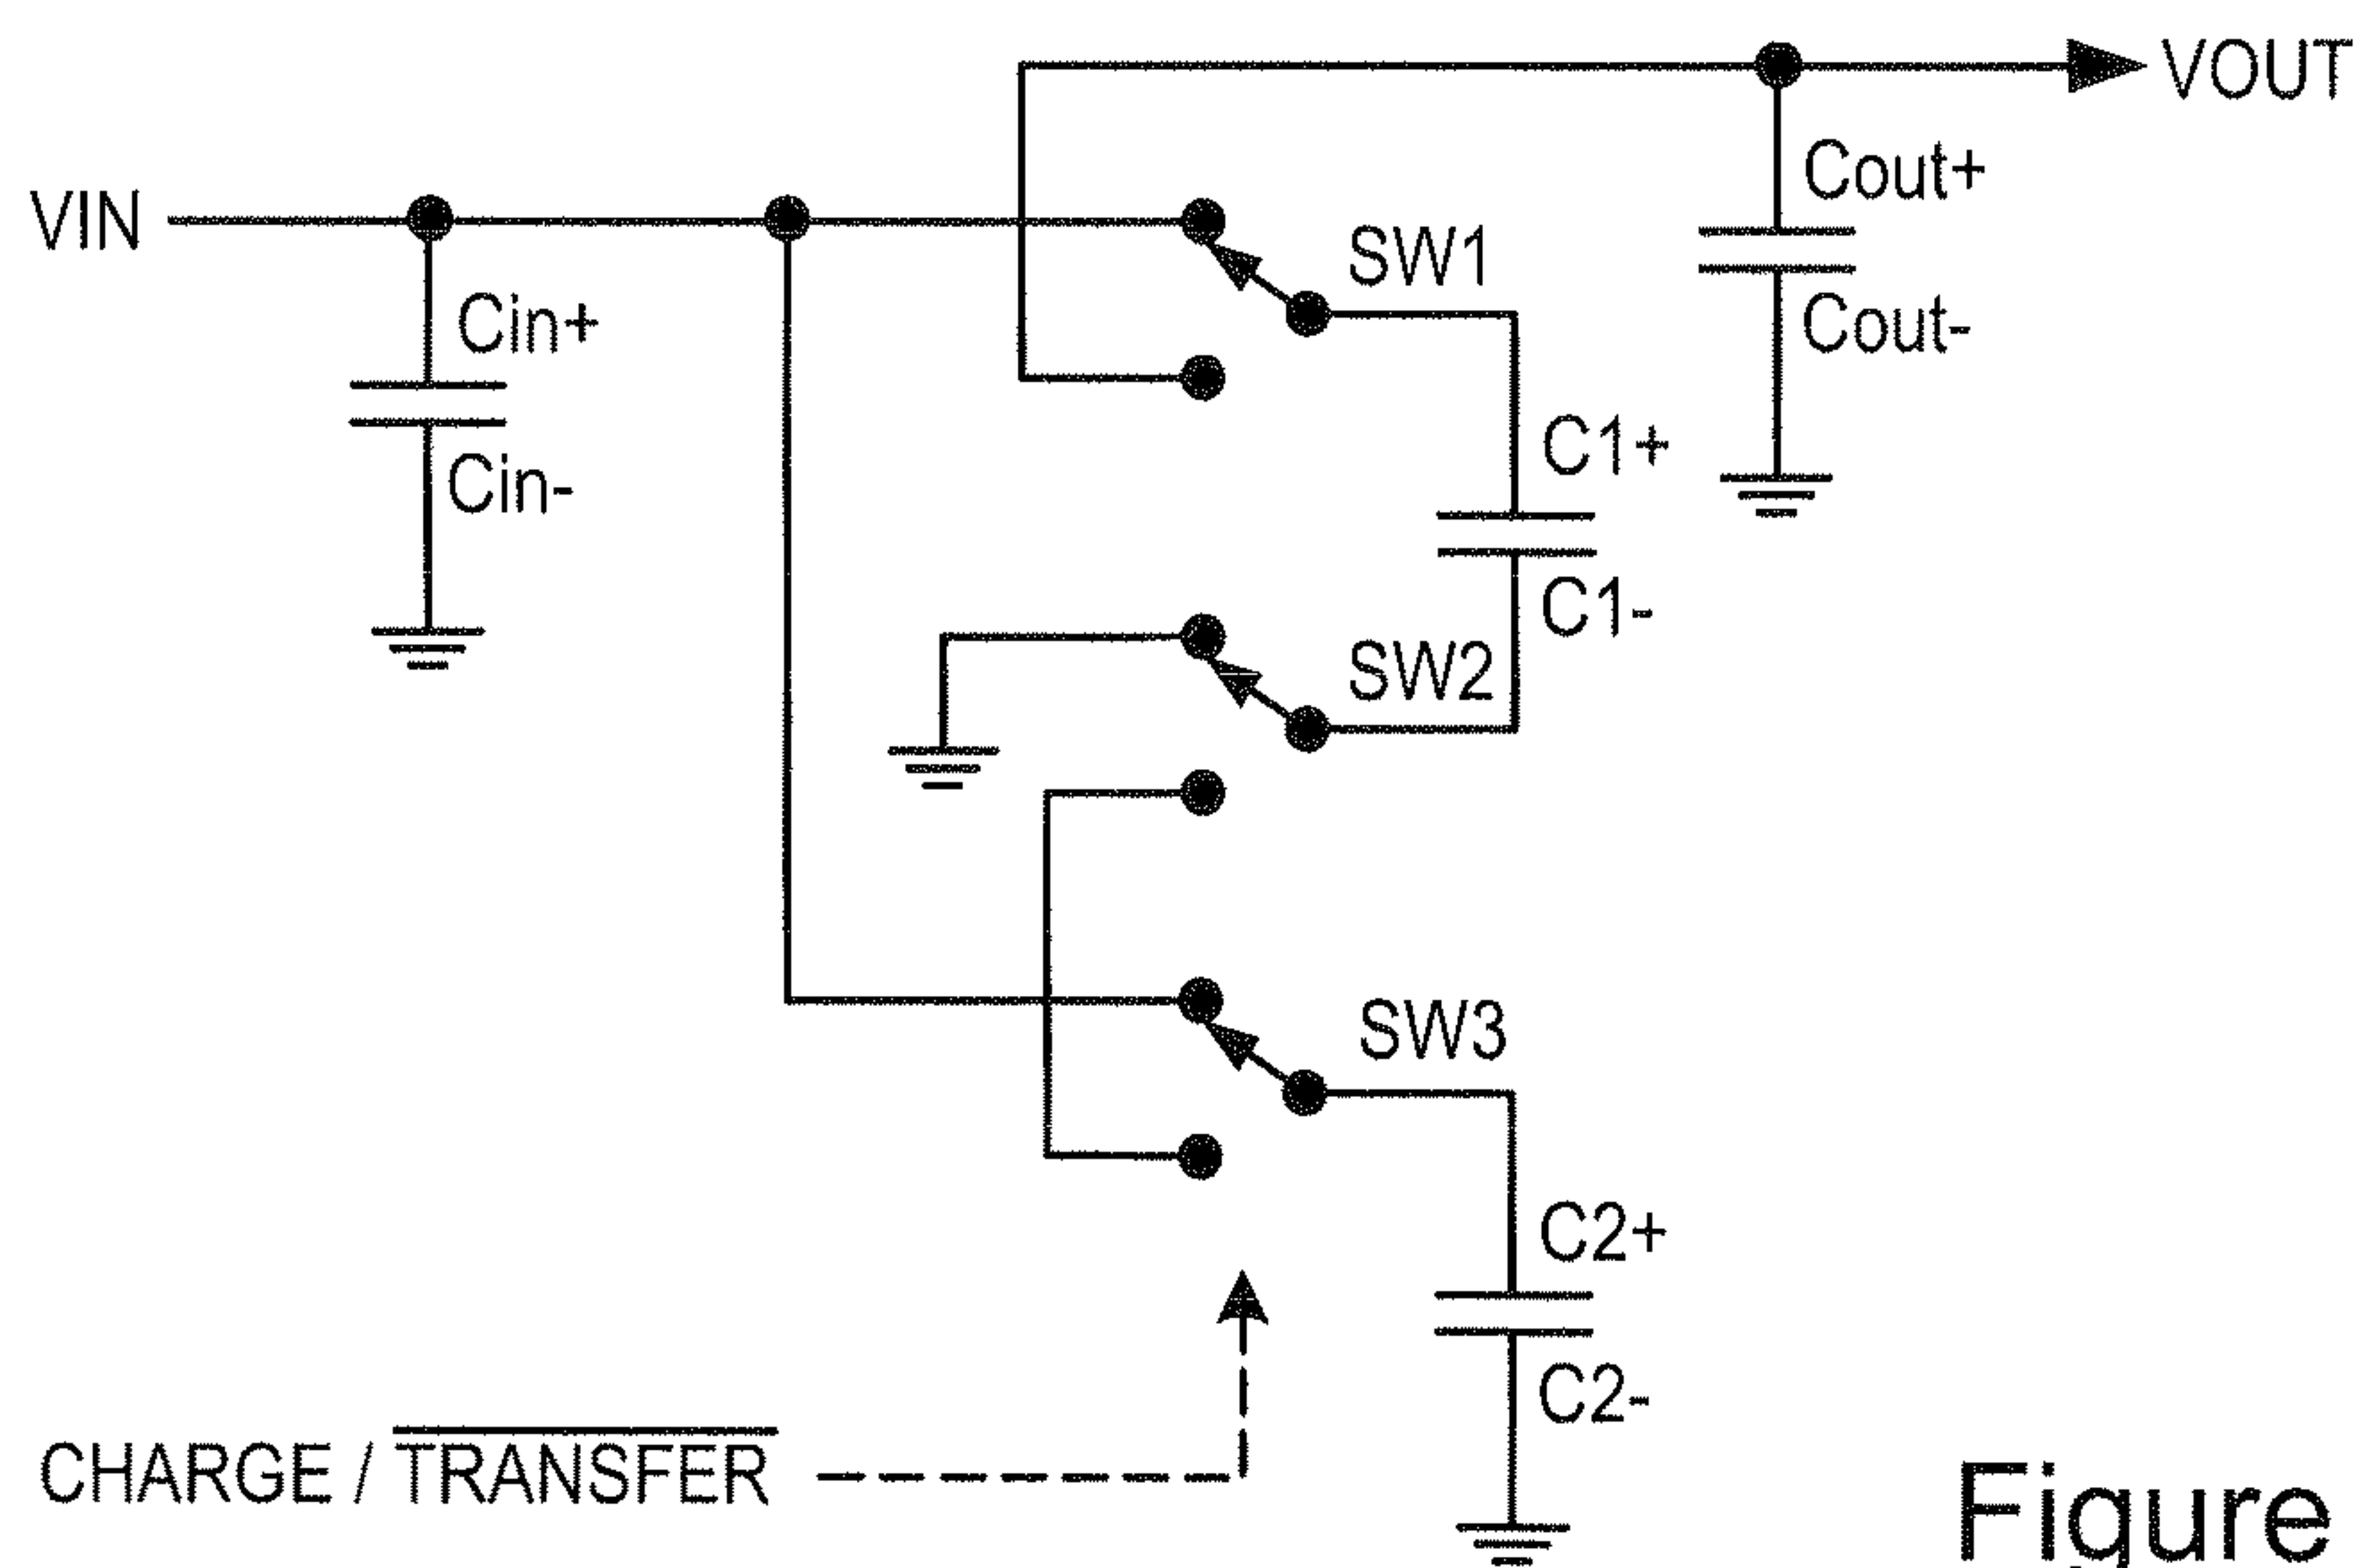 VOUT
Cout+
VIN
SW1
Cin+
Cout-
C1+
Cin-
C1-
SW2
SW3
C2+
C2-
CHARGE / TRANSFER
Figure